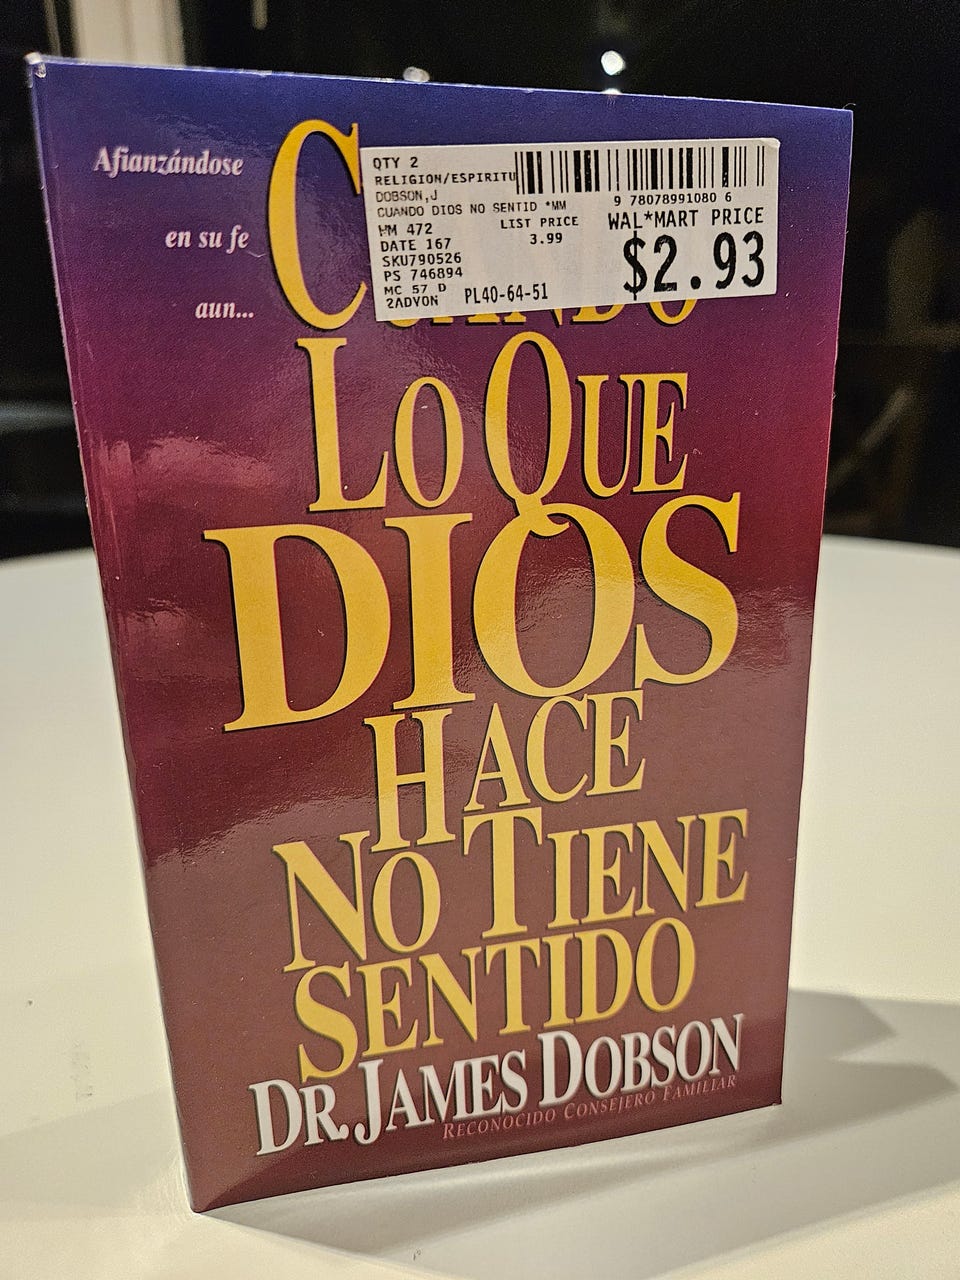 Afianzándose
en su fe
aun...
QTY 2
RELIGION/ESPIRITU
DOBSON,J
CUANDO DIOS NO SENTID *MM
HM 472
DATE 167
SKU790526
PS 746894
MC 57 D
2ADVON
PL40-64-51
LIST PRICE
3.99
9 78078991080 6
WAL*MART PRICE
$2.93
CUANDO
LO QUE
DIOS
HACE
NO TIENE
SENTIDO
DR. JAMES DOBSON
RECONOCIDO CONSEJERO FAMILIAR